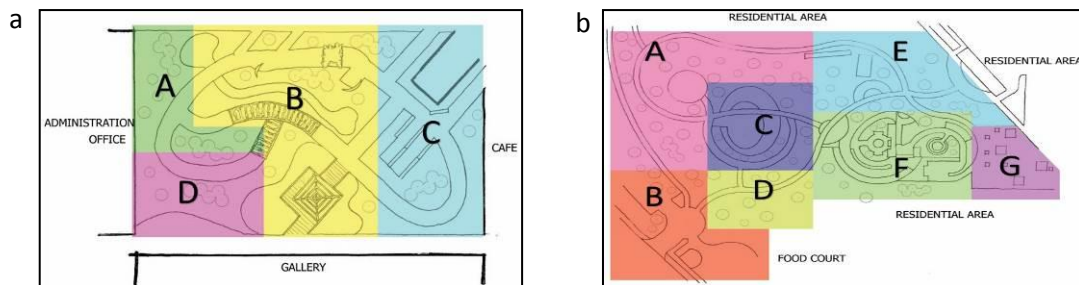 a
A
B
ADMINISTRATION
OFFICE
C
CAFE
D
GALLERY
b
RESIDENTIAL AREA
A
E
RESIDENTIAL AREA
C
F
G
B
D
RESIDENTIAL AREA
FOOD COURT